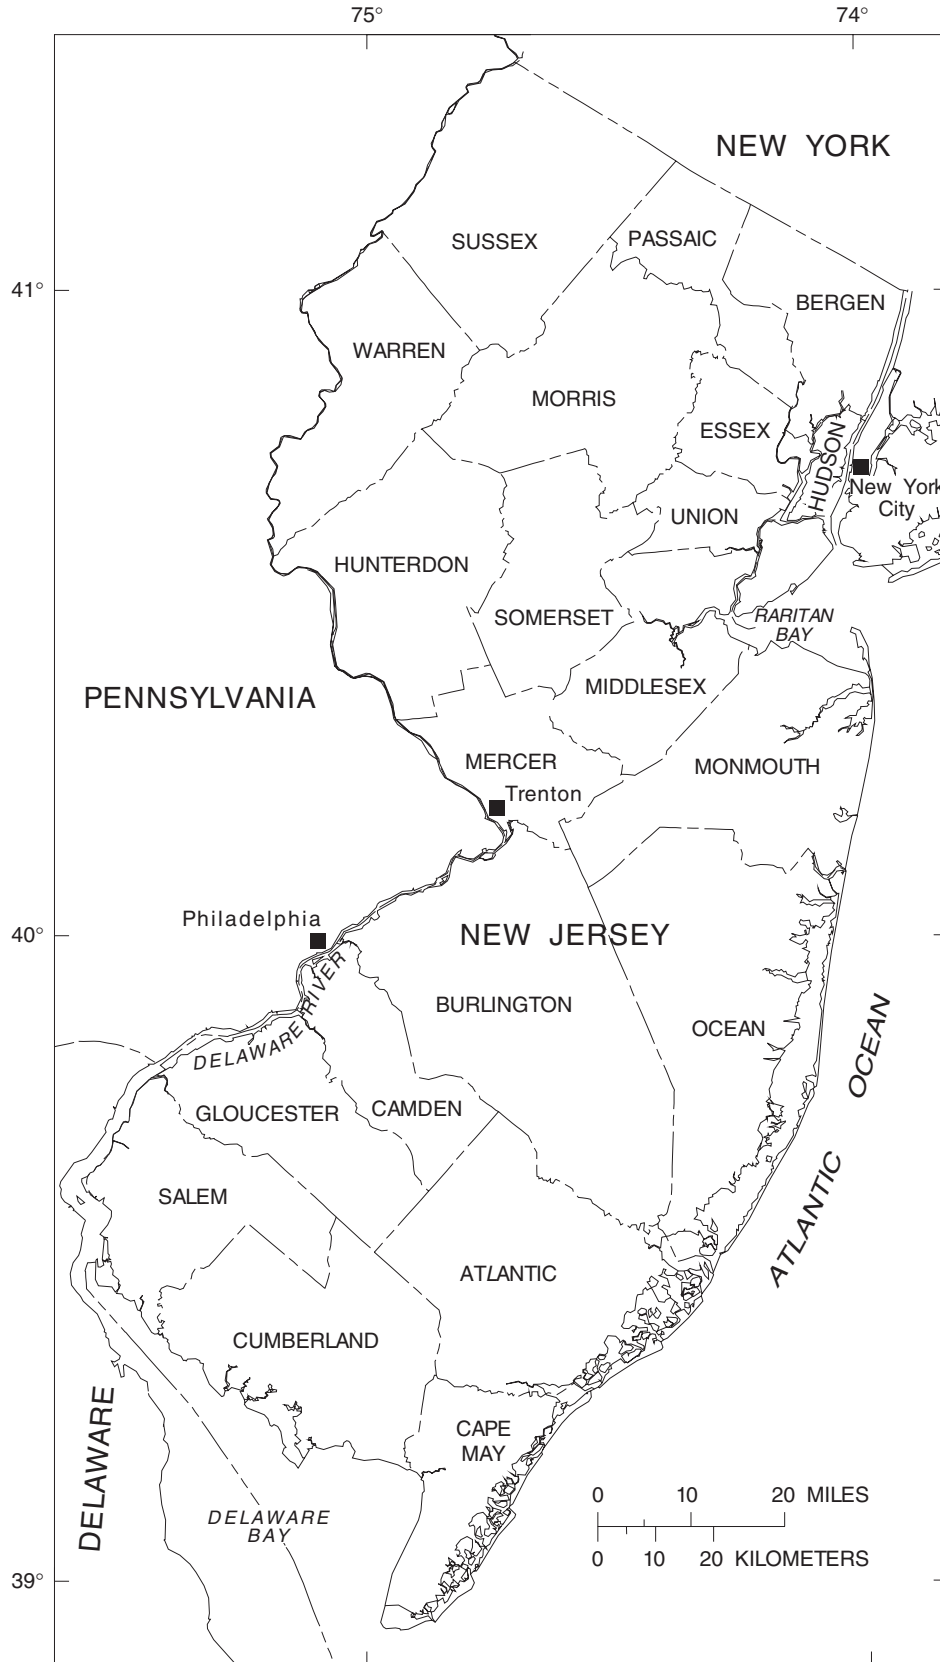 75° 74°
NEW YORK
SUSSEX
PASSAIC
41°
BERGEN
WARREN
MORRIS
ESSEX
HUDSON
New York
City
UNION
HUNTERDON
SOMERSET
RARITAN
BAY
MIDDLESEX
PENNSYLVANIA
MERCER
MONMOUTH
Trenton
Philadelphia
40°
NEW JERSEY
BURLINGTON
OCEAN
DELAWARE RIVER
ATLANTIC OCEAN
GLOUCESTER
CAMDEN
SALEM
ATLANTIC
CUMBERLAND
DELAWARE
CAPE
MAY
DELAWARE
BAY
0 10 20 MILES
0 10 20 KILOMETERS
39°